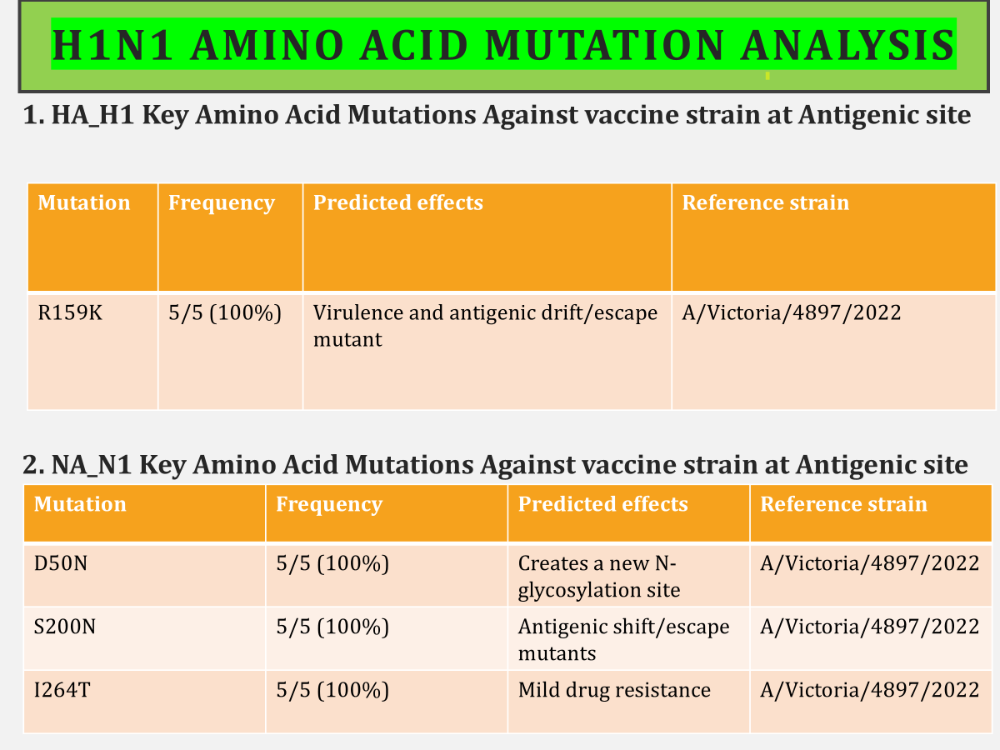 H1N1 AMINO ACID MUTATION ANALYSIS
1. HA_H1 Key Amino Acid Mutations Against vaccine strain at Antigenic site
Mutation Frequency Predicted effects Reference strain
R159K 5/5 (100%) Virulence and antigenic drift/escape A/Victoria/4897/2022
mutant
2. NA_N1 Key Amino Acid Mutations Against vaccine strain at Antigenic site
Mutation Frequency Predicted effects Reference strain
D50N 5/5 (100%) Creates a new N- A/Victoria/4897/2022
glycosylation site
S200N 5/5 (100%) Antigenic shift/escape A/Victoria/4897/2022
mutants
I264T 5/5 (100%) Mild drug resistance A/Victoria/4897/2022